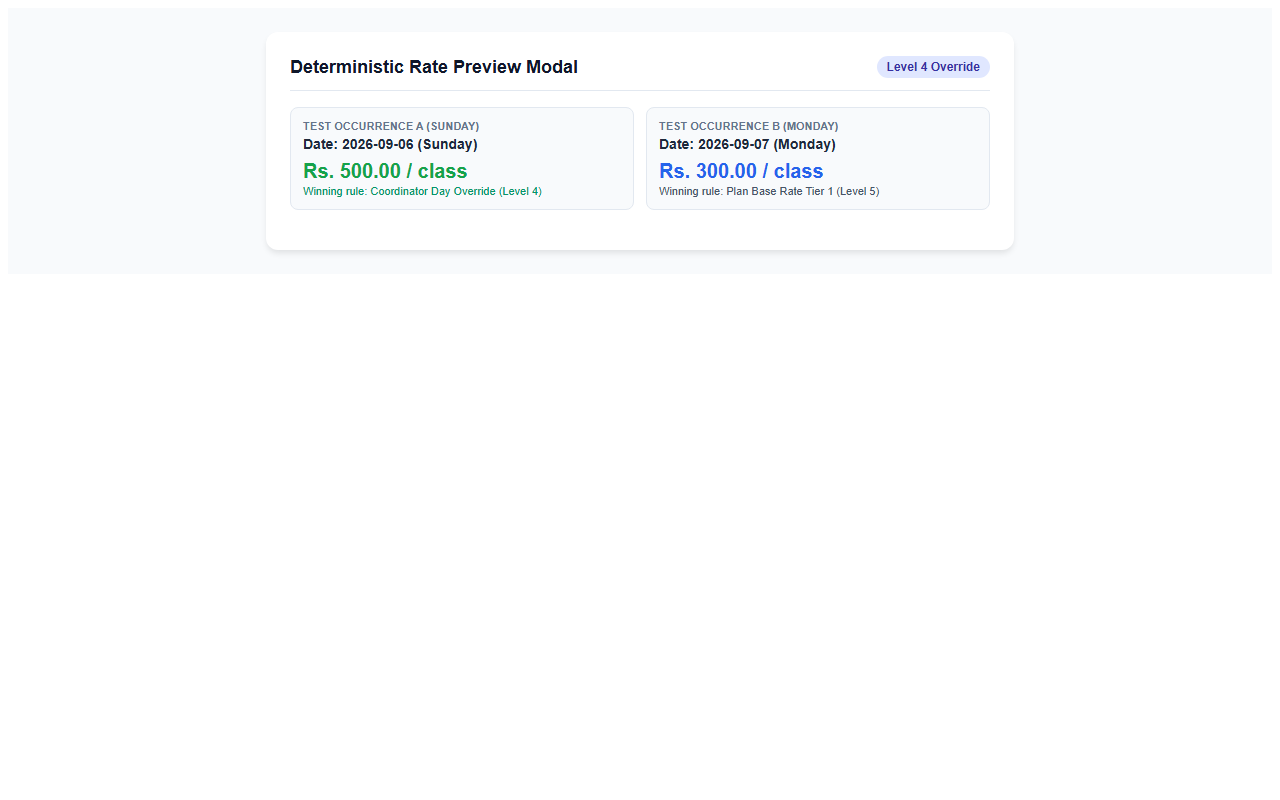 Deterministic Rate Preview Modal
Level 4 Override
TEST OCCURRENCE A (SUNDAY)
Date: 2026-09-06 (Sunday)
Rs. 500.00 / class
Winning rule: Coordinator Day Override (Level 4)
TEST OCCURRENCE B (MONDAY)
Date: 2026-09-07 (Monday)
Rs. 300.00 / class
Winning rule: Plan Base Rate Tier 1 (Level 5)